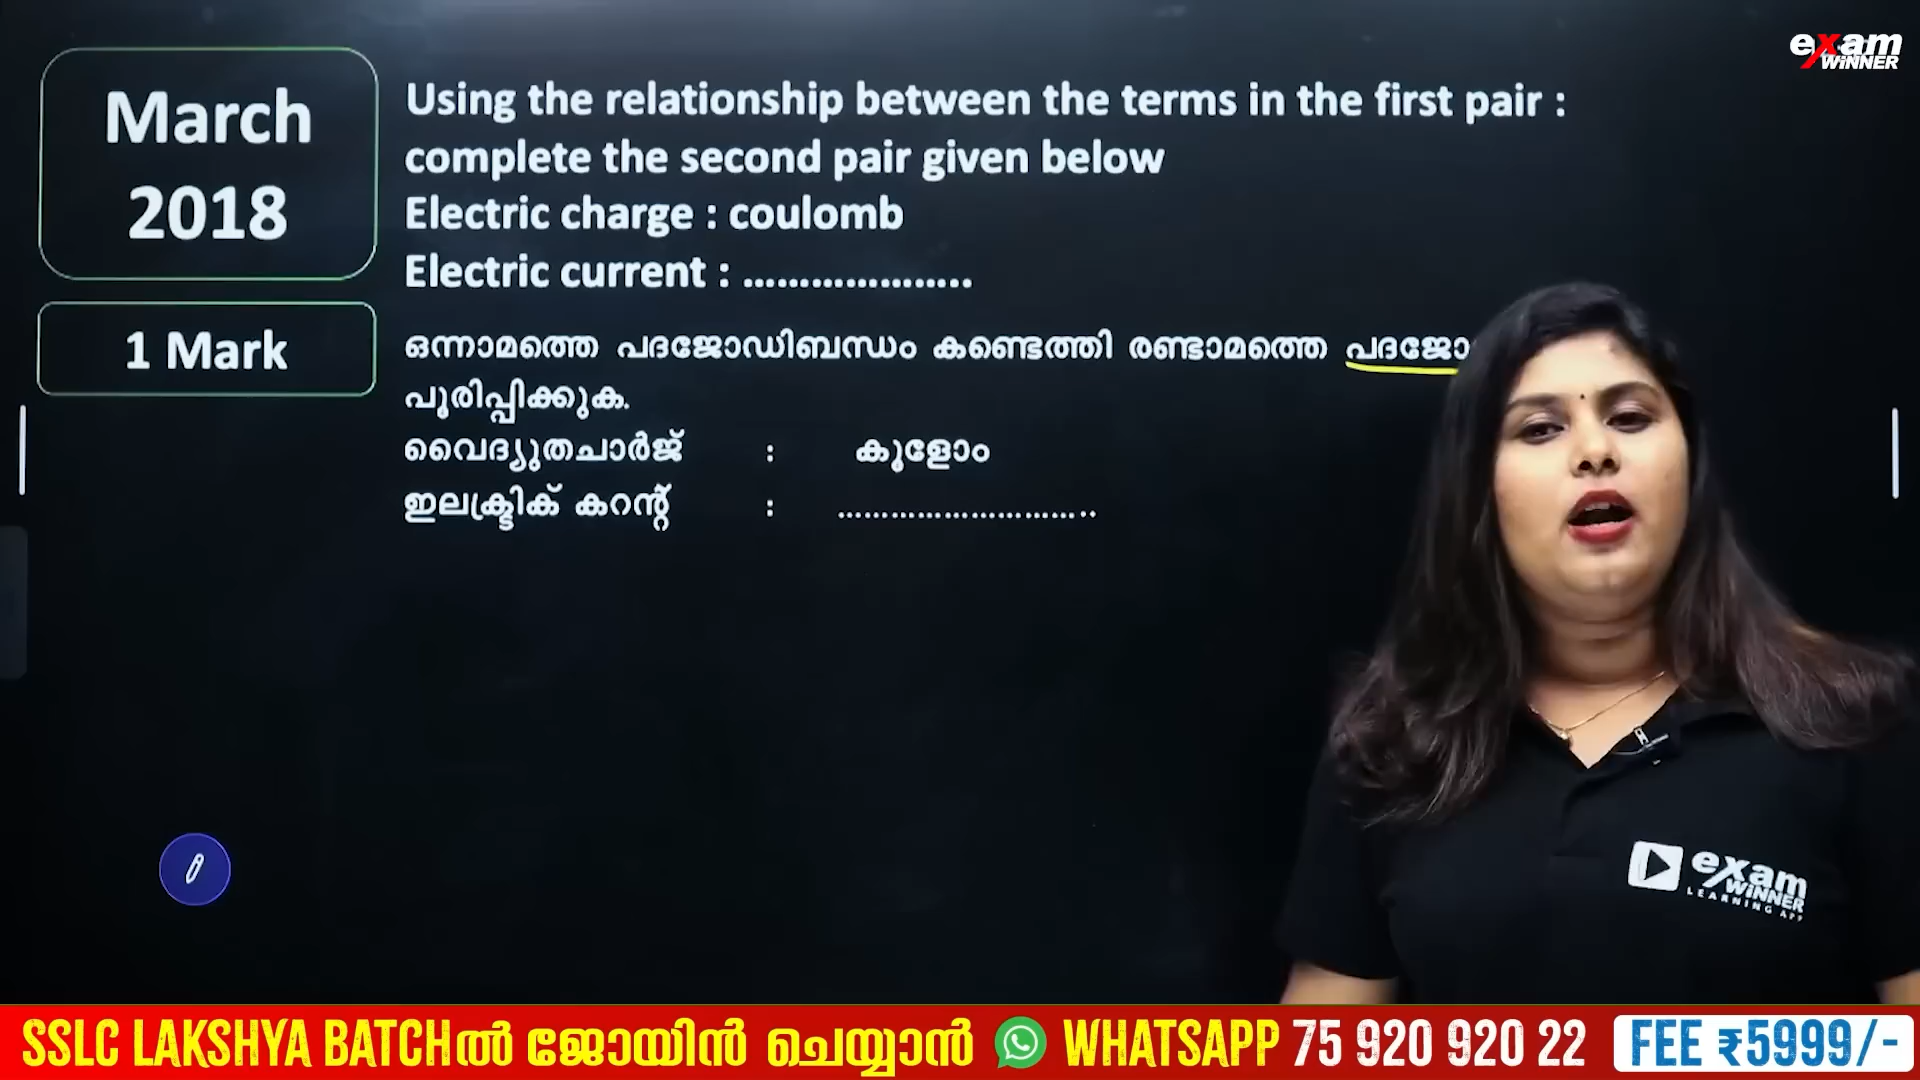 exam
WINNER
March
2018
1 Mark
Using the relationship between the terms in the first pair :
complete the second pair given below
Electric charge : coulomb
Electric current : ....................
ഒന്നാമത്തെ പദജോഡിബന്ധം കണ്ടെത്തി രണ്ടാമത്തെ
പൂരിപ്പിക്കുക.
വൈദ്യുതചാർജ് : കൂളോം
ഇലക്ട്രിക് കറന്റ് : ............................
exam
WINNER
LEARNING APP
SSLC LAKSHYA BATCHൽ ജോയിൻ ചെയ്യാൻ WHATSAPP 75 920 920 22 FEE ₹5999/-